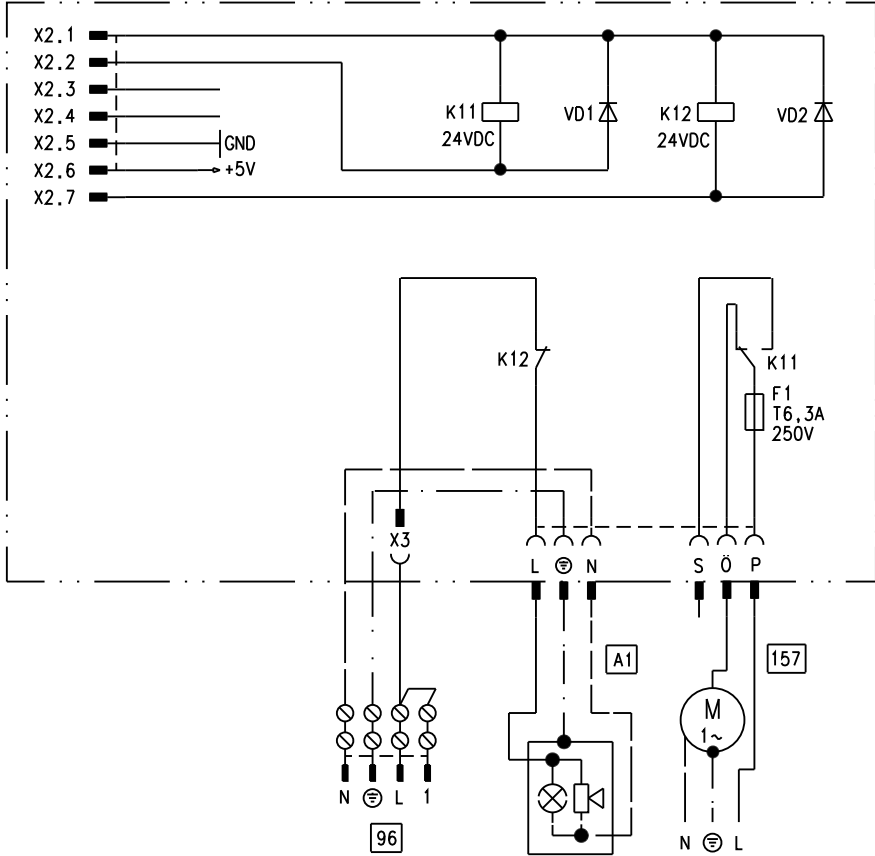 X2.1
X2.2
X2.3
X2.4
X2.5 GND
X2.6 +5V
X2.7
K11
24VDC
VD1
K12
24VDC
VD2
K12
K11
F1
T6,3A
250V
X3
L N
S Ö P
A1
157
M
1~
N L 1
96
N L